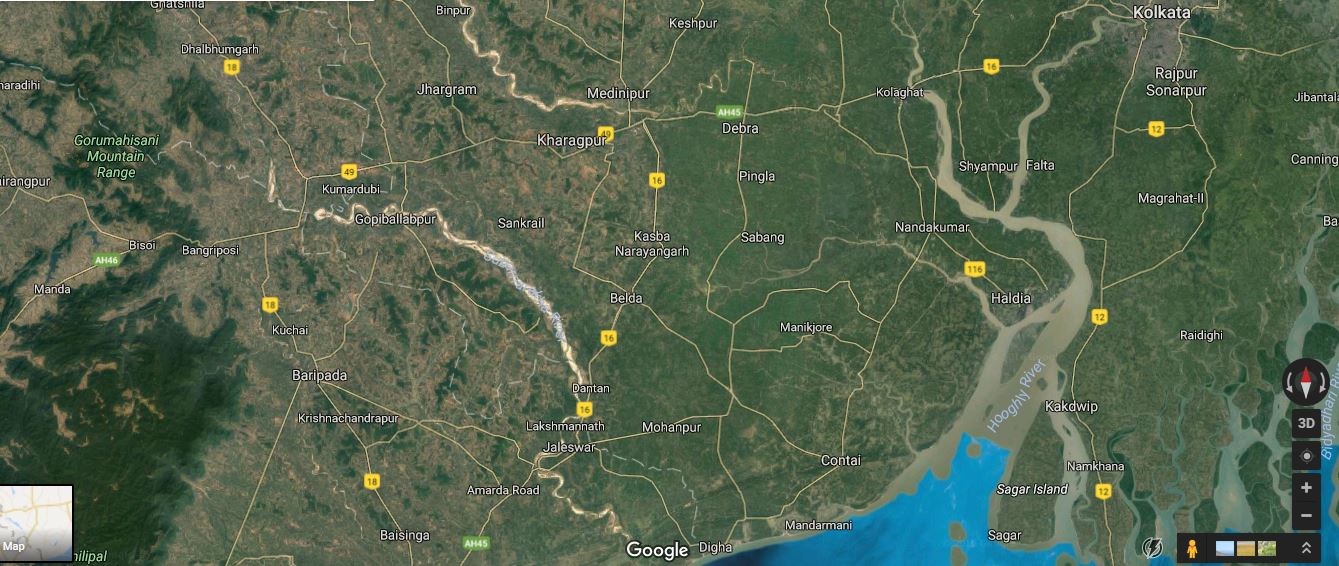 Ghatshila
Binpur
Keshpur
Kolkata
Dhalbhumgarh
18
16
Rajpur
Sonarpur
Jhargram
Medinipur
Kolaghat
Jibantala
AH45
Debra
12
Kharagpur
49
Gorumahisani
Mountain
Range
Shyampur
Falta
Canning
49
Kumardubi
16
Pingla
Magrahat-II
Gopiballabpur
Sankrail
Nandakumar
Kasba
Narayangarh
Sabang
Bisoi
Bangriposi
AH46
116
Manda
Haldia
Belda
18
12
Kuchai
Manikjore
Raidighi
16
Baripada
Dantan
Hooghly River
Kakdwip
3D
16
Krishnachandrapur
Lakshmannath
Mohanpur
Jaleswar
Contai
Namkhana
18
Amarda Road
Sagar Island
12
Mandarmani
Baisinga
AH45
Google
Digha
Sagar
Map